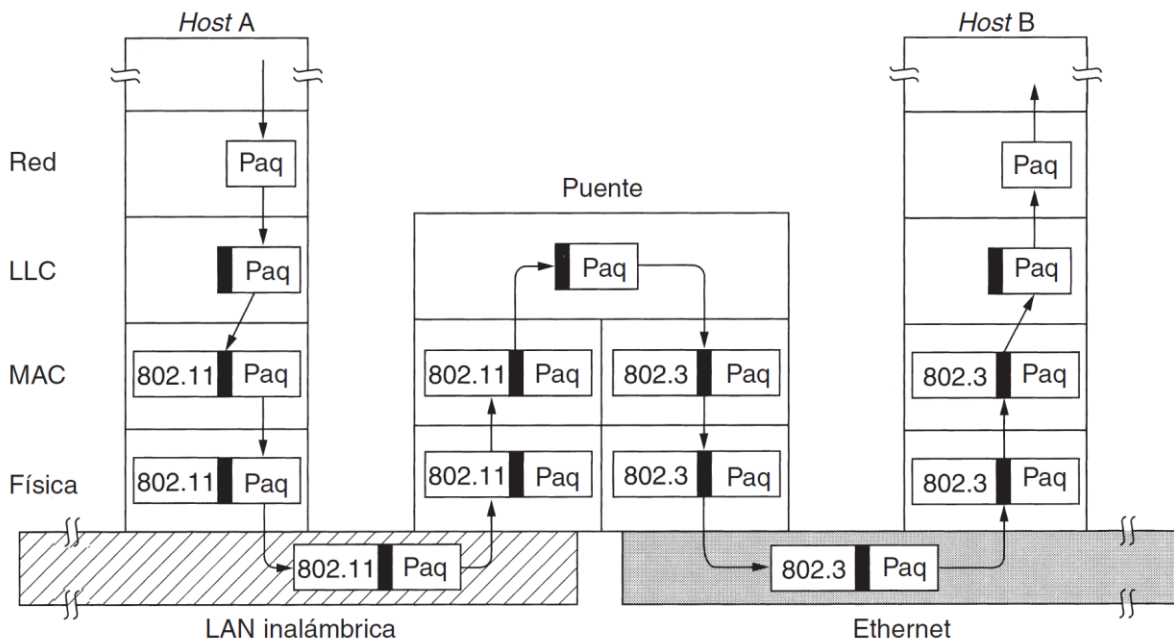 Host A
Host B
Red
Paq
Puente
Paq
LLC
Paq
Paq
Paq
MAC
802.11 Paq
802.11 Paq
802.3 Paq
802.3 Paq
Física
802.11 Paq
802.11 Paq
802.3 Paq
802.3 Paq
802.11 Paq
802.3 Paq
LAN inalámbrica
Ethernet